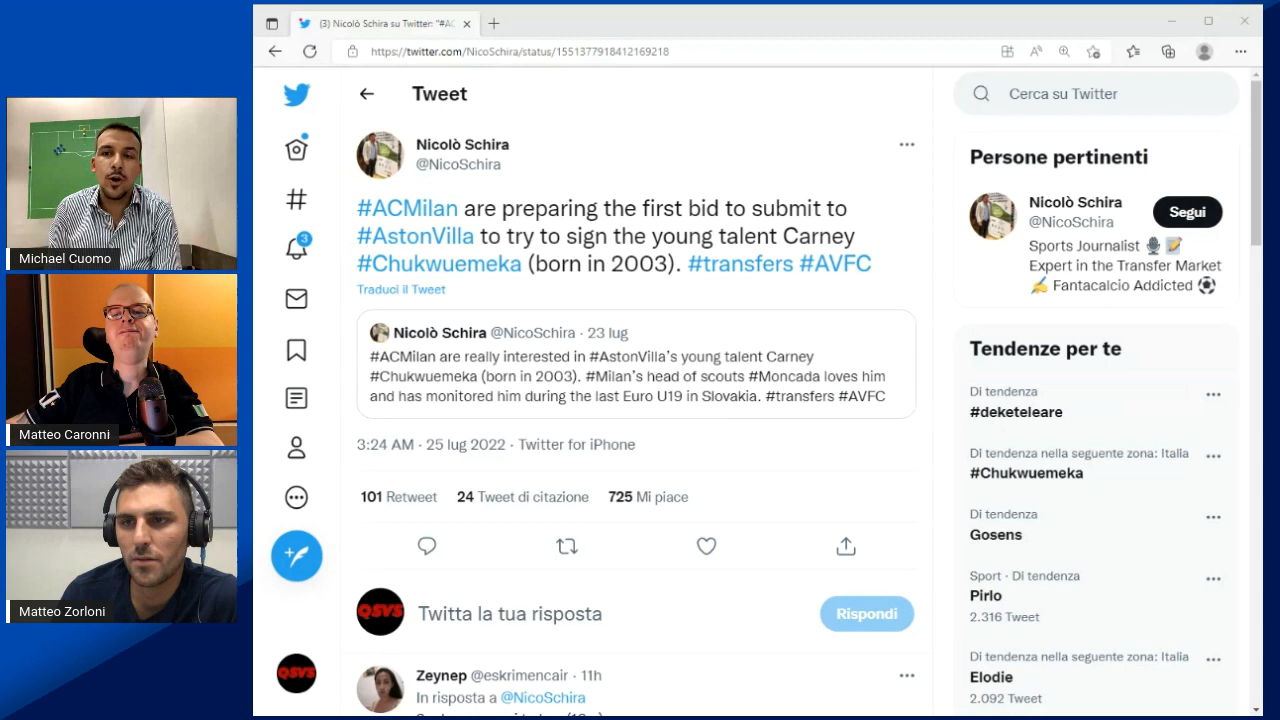 (3) Nicolò Schira su Twitter: "#AC
https://twitter.com/NicoSchira/status/1551377918412169218
Michael Cuomo
Matteo Caronni
Matteo Zorloni
Tweet
Nicolò Schira
@NicoSchira
#ACMilan are preparing the first bid to submit to
#AstonVilla to try to sign the young talent Carney
#Chukwuemeka (born in 2003). #transfers #AVFC
Traduci il Tweet
Nicolò Schira @NicoSchira · 23 lug
#ACMilan are really interested in #AstonVilla's young talent Carney
#Chukwuemeka (born in 2003). #Milan's head of scouts #Moncada loves him
and has monitored him during the last Euro U19 in Slovakia. #transfers #AVFC
3:24 AM · 25 lug 2022 · Twitter for iPhone
101 Retweet 24 Tweet di citazione 725 Mi piace
QSVS
Twitta la tua risposta
Rispondi
QSVS
Zeynep @eskrimencair · 11h
In risposta a @NicoSchira
3
Cerca su Twitter
Persone pertinenti
Nicolò Schira
@NicoSchira
Segui
Sports Journalist
Expert in the Transfer Market
Fantacalcio Addicted
Tendenze per te
Di tendenza
#deketeleare
Di tendenza nella seguente zona: Italia
#Chukwuemeka
Di tendenza
Gosens
Sport · Di tendenza
Pirlo
2.316 Tweet
Di tendenza nella seguente zona: Italia
Elodie
2.092 Tweet